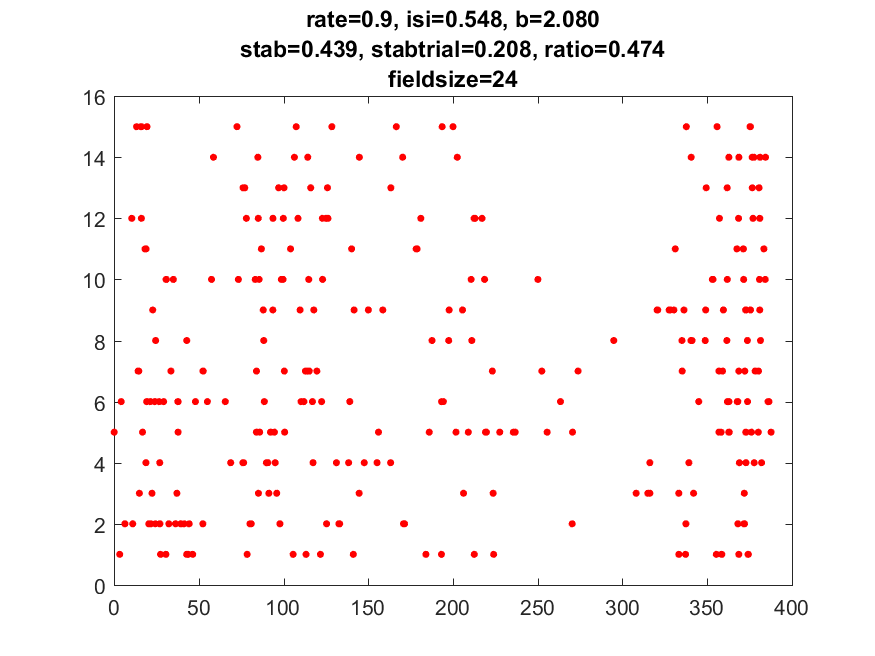 rate=0.9, isi=0.548, b=2.080
stab=0.439, stabtrial=0.208, ratio=0.474
fieldsize=24
16
14
12
10
8
6
4
2
0
0 50 100 150 200 250 300 350 400